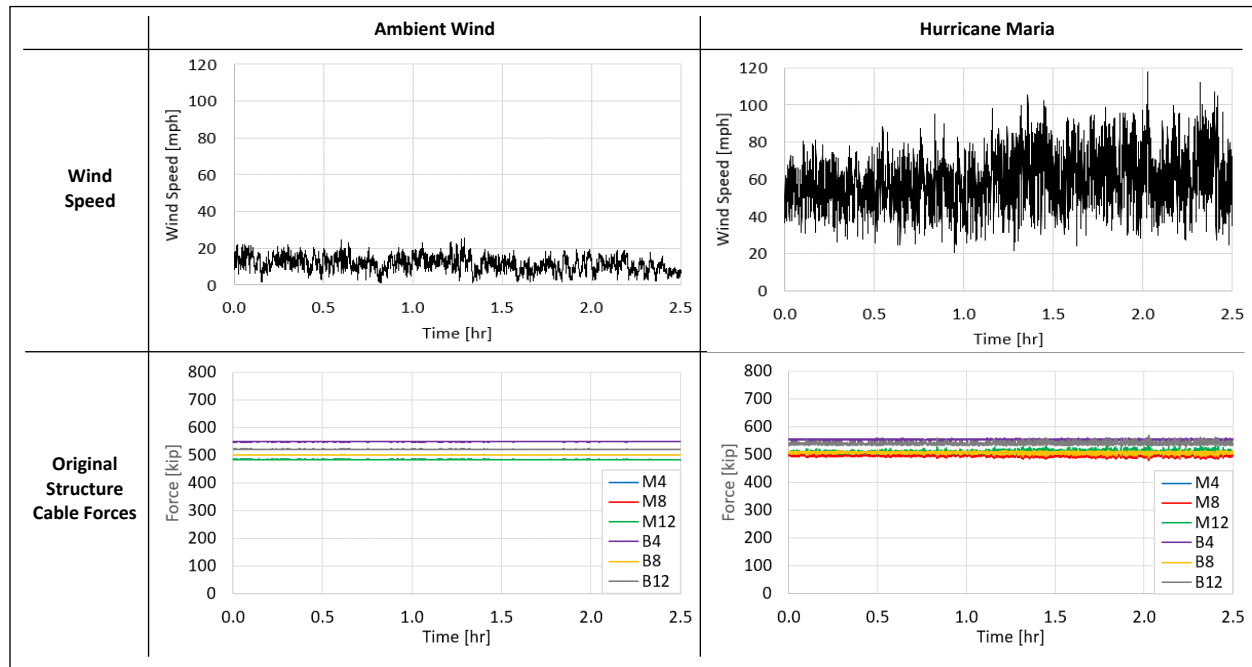 Ambient Wind
Hurricane Maria
Wind
Speed
Wind Speed [mph]
120
100
80
60
40
20
0
0.0 0.5 1.0 1.5 2.0 2.5
Time [hr]
Wind Speed [mph]
120
100
80
60
40
20
0
0.0 0.5 1.0 1.5 2.0 2.5
Time [hr]
Original
Structure
Cable Forces
Force [kip]
800
700
600
500
400
300
200
100
0
M4
M8
M12
B4
B8
B12
0.0 0.5 1.0 1.5 2.0 2.5
Time [hr]
Force [kip]
800
700
600
500
400
300
200
100
0
M4
M8
M12
B4
B8
B12
0.0 0.5 1.0 1.5 2.0 2.5
Time [hr]